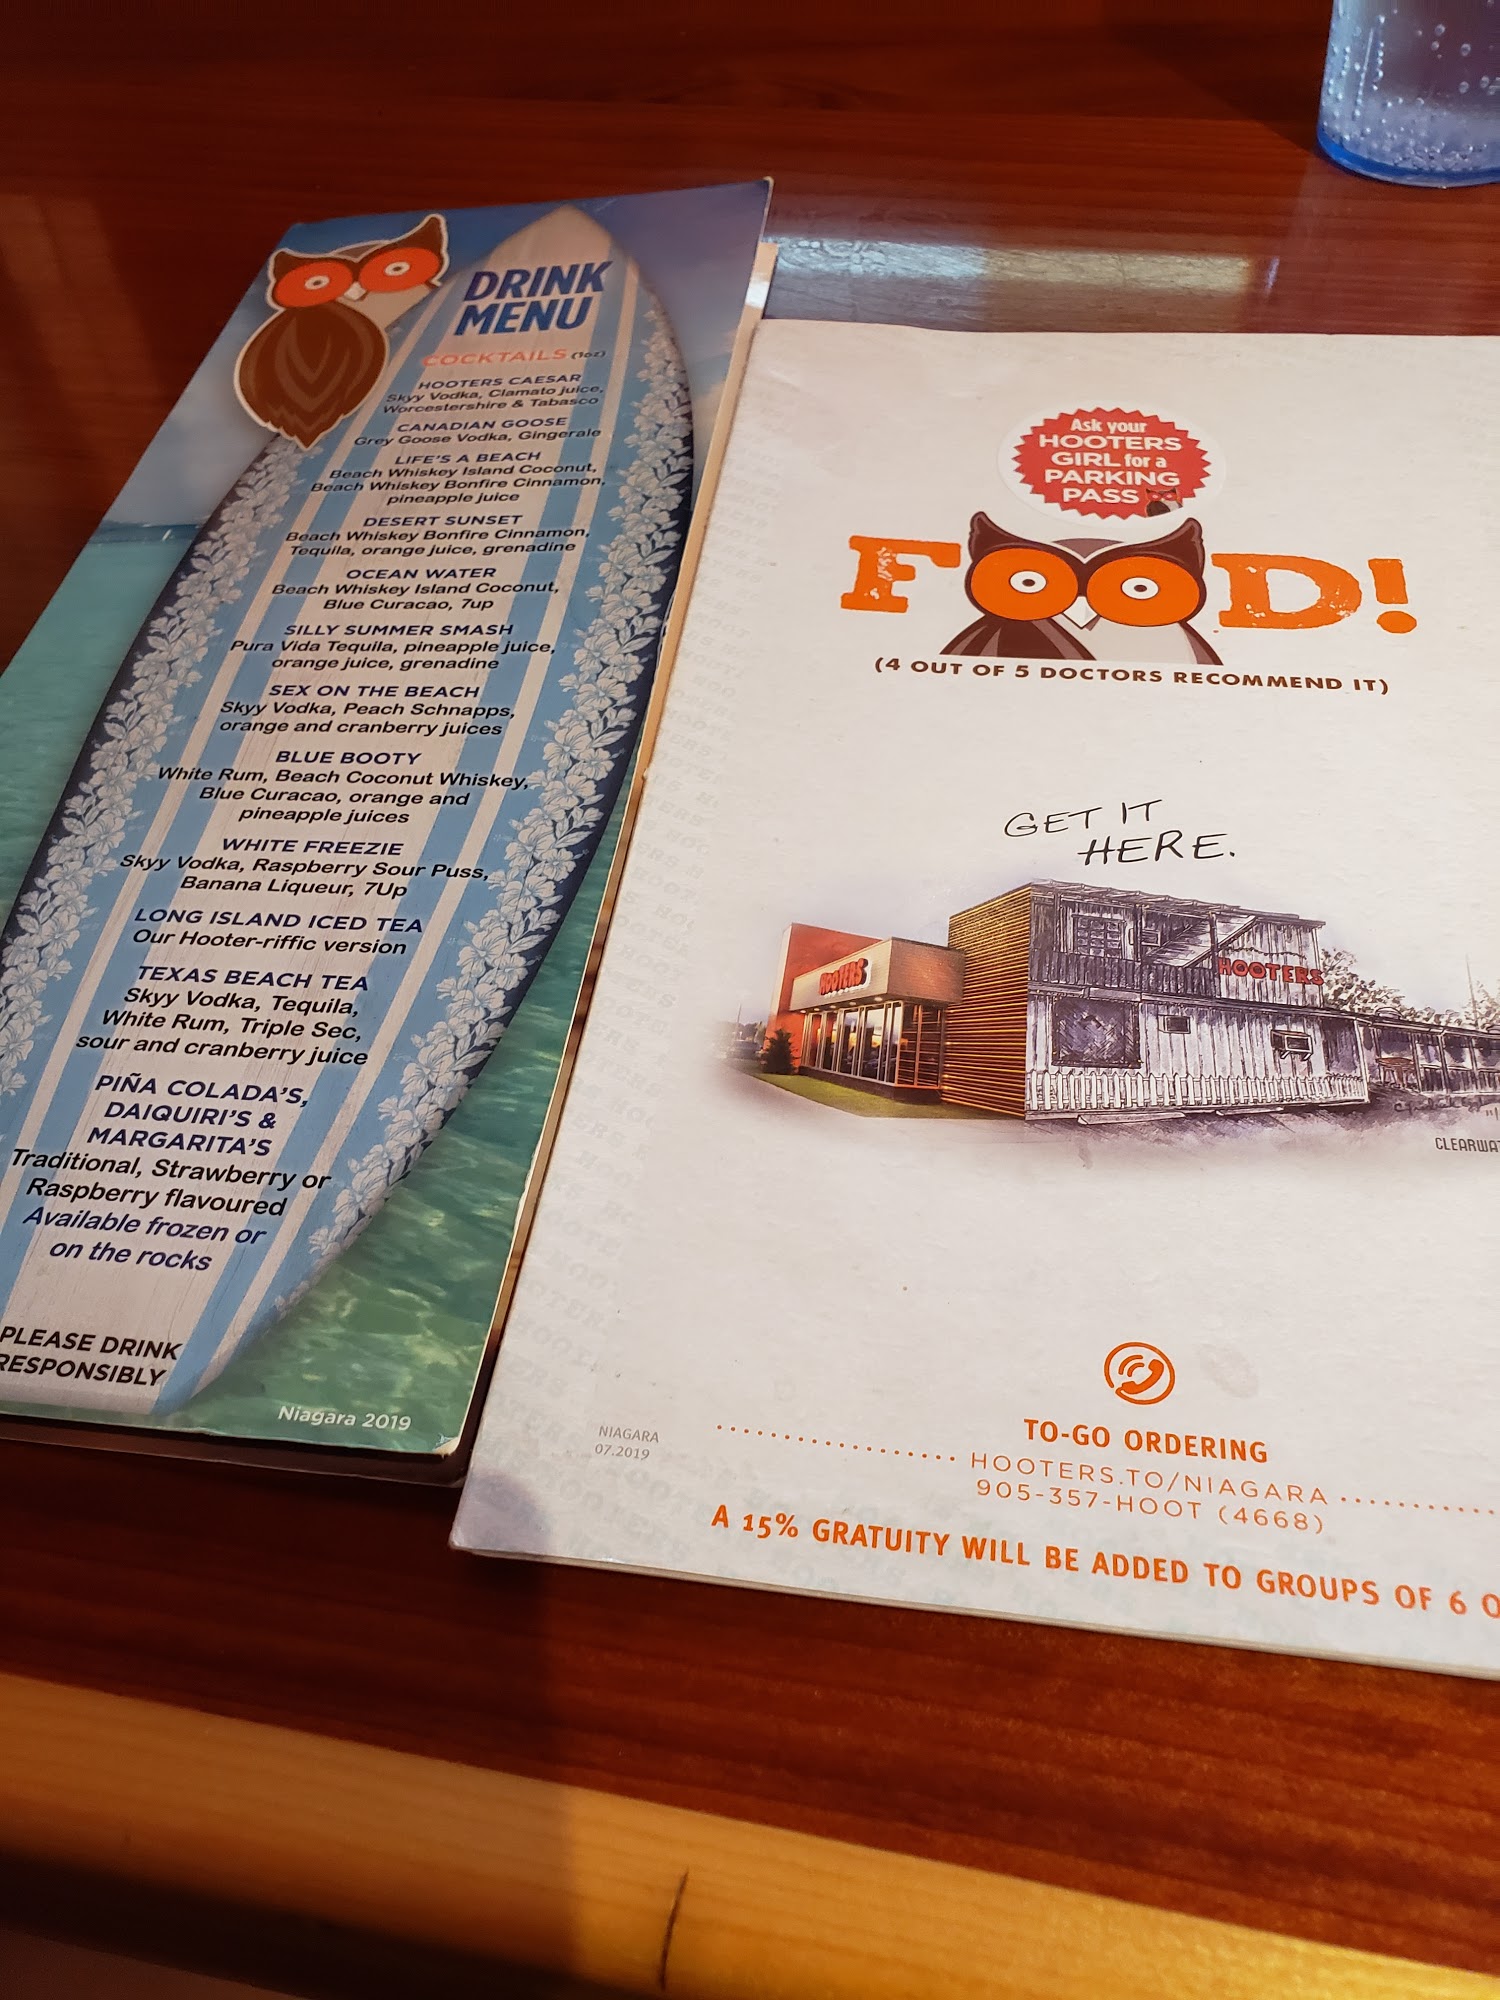 DRINK
MENU
COCKTAILS (1oz)
HOOTERS CAESAR
Skyy Vodka, Clamato juice,
Worcestershire & Tabasco
CANADIAN GOOSE
Grey Goose Vodka, Gingerale
LIFE'S A BEACH
Beach Whiskey Island Coconut,
Beach Whiskey Bonfire Cinnamon,
pineapple juice
DESERT SUNSET
Beach Whiskey Bonfire Cinnamon,
Tequila, orange juice, grenadine
OCEAN WATER
Beach Whiskey Island Coconut,
Blue Curacao, 7up
SILLY SUMMER SMASH
Pura Vida Tequila, pineapple juice,
orange juice, grenadine
SEX ON THE BEACH
Skyy Vodka, Peach Schnapps,
orange and cranberry juices
BLUE BOOTY
White Rum, Beach Coconut Whiskey,
Blue Curacao, orange and
pineapple juices
WHITE FREEZIE
Skyy Vodka, Raspberry Sour Puss,
Banana Liqueur, 7Up
LONG ISLAND ICED TEA
Our Hooter-riffic version
TEXAS BEACH TEA
Skyy Vodka, Tequila,
White Rum, Triple Sec,
sour and cranberry juice
PIÑA COLADA'S,
DAIQUIRI'S &
MARGARITA'S
Traditional, Strawberry or
Raspberry flavoured
Available frozen or
on the rocks
PLEASE DRINK
RESPONSIBLY
Niagara 2019
Ask your
HOOTERS
GIRL for a
PARKING
PASS
FOOD!
(4 OUT OF 5 DOCTORS RECOMMEND IT)
GET IT
HERE.
HOOTERS
HOOTERS
TO-GO ORDERING
HOOTERS.TO/NIAGARA
905-357-HOOT (4668)
NIAGARA
07.2019
A 15% GRATUITY WILL BE ADDED TO GROUPS OF 6